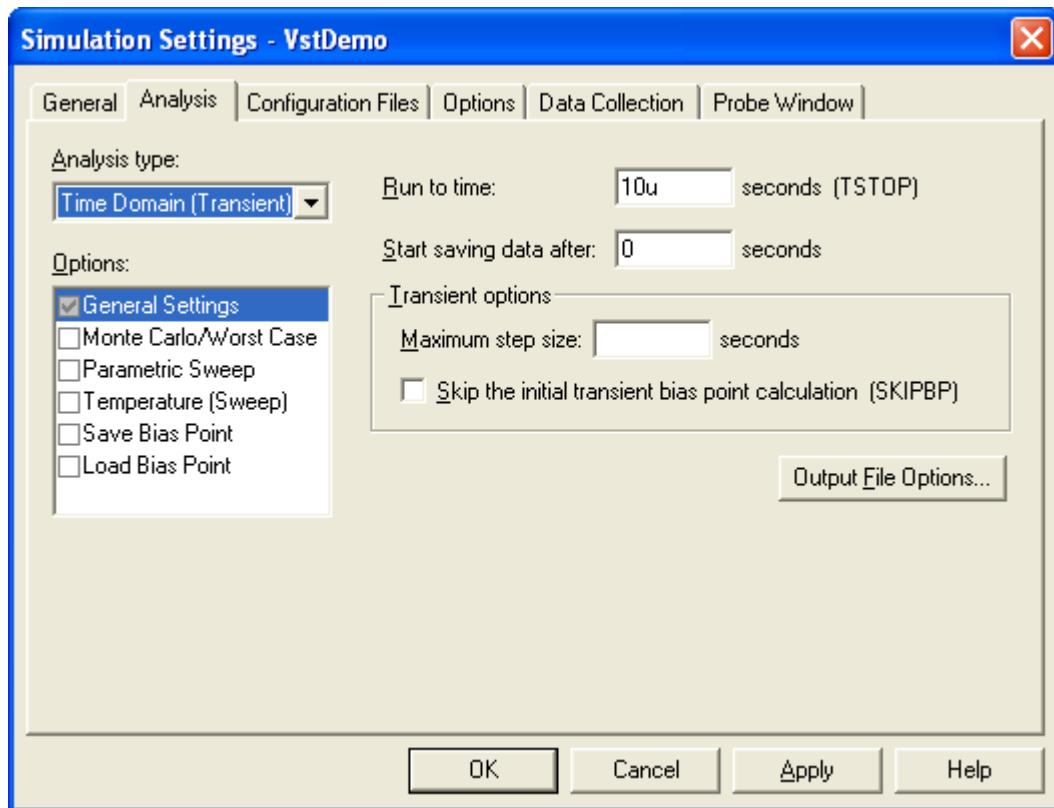 Simulation Settings - VstDemo
General Analysis Configuration Files Options Data Collection Probe Window
Analysis type:
Time Domain (Transient)
Options:
General Settings
Monte Carlo/Worst Case
Parametric Sweep
Temperature (Sweep)
Save Bias Point
Load Bias Point
Run to time: 10u seconds (TSTOP)
Start saving data after: 0 seconds
Transient options
Maximum step size: seconds
Skip the initial transient bias point calculation (SKIPBP)
Output File Options...
OK Cancel Apply Help